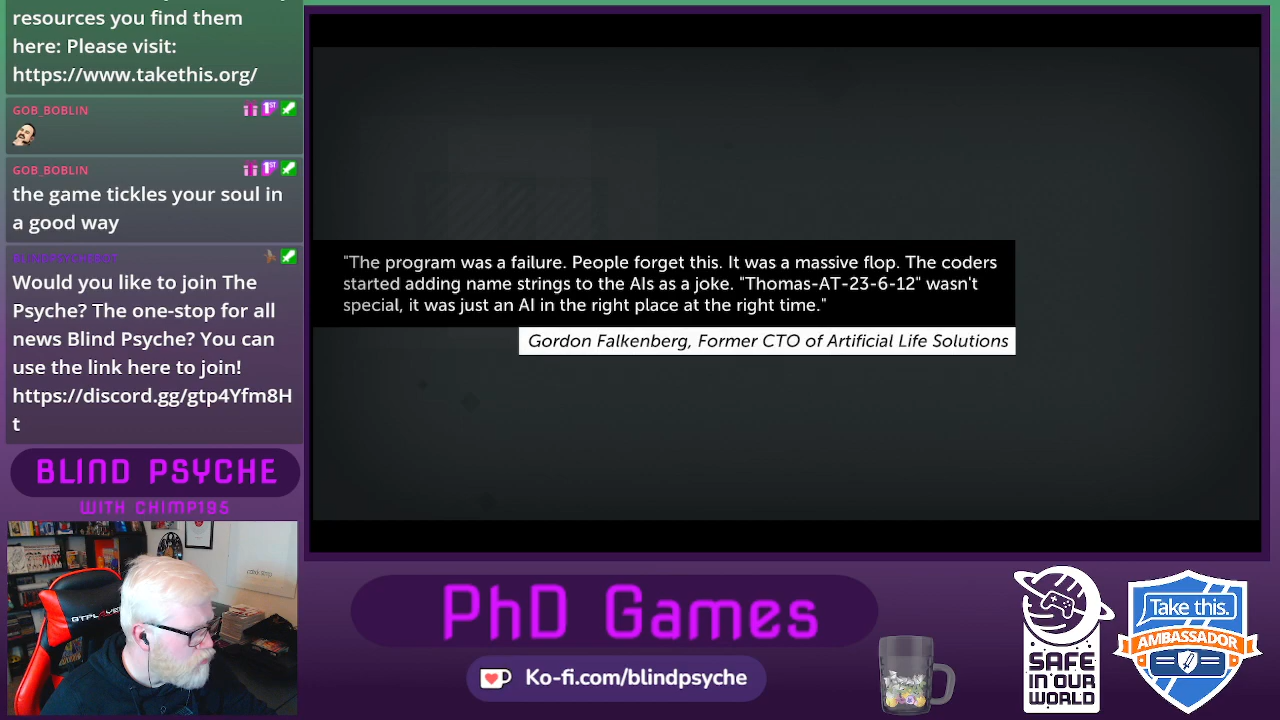 resources you find them
here: Please visit:
https://www.takethis.org/
GOB_BOBLIN
GOB_BOBLIN
the game tickles your soul in
a good way
Would you like to join The
Psyche? The one-stop for all
news Blind Psyche? You can
use the link here to join!
https://discord.gg/gtp4Yfm8H
t
BLIND PSYCHE
WITH CHIMP195
"The program was a failure. People forget this. It was a massive flop. The coders
started adding name strings to the AIs as a joke. "Thomas-AT-23-6-12" wasn't
special, it was just an AI in the right place at the right time."
Gordon Falkenberg, Former CTO of Artificial Life Solutions
PhD Games
Ko-fi.com/blindpsyche
SAFE
IN OUR
WORLD
Take this.
AMBASSADOR